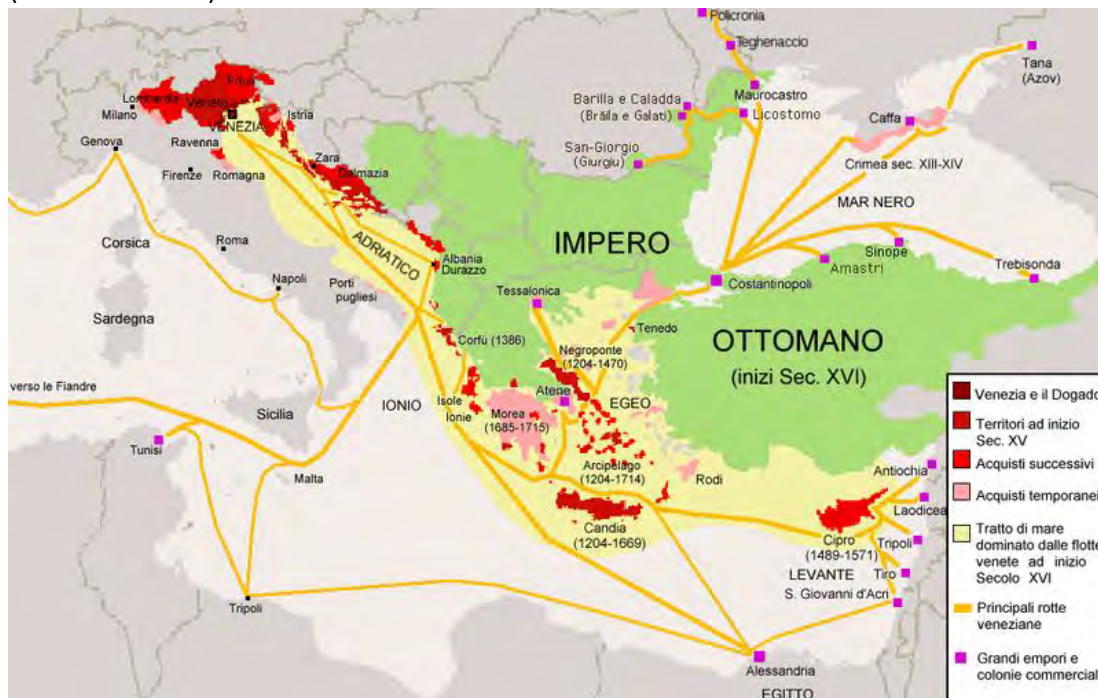 Policronia
Teghenaccio
Tana
(Azov)
Maurocastro
Barilla e Caladda
(Brăila e Galati)
Licostomo
San-Giorgio
(Giurgiu)
Caffa
Crimea sec. XIII-XIV
MAR NERO
Friuli
Lombardia
Veneto
Milano
VENEZIA
Istria
Genova
Ravenna
Zara
Firenze
Romagna
Dalmazia
Corsica
Roma
ADRIATICO
Albania
Durazzo
IMPERO
Sinope
Amastri
Trebisonda
Costantinopoli
Napoli
Porti
pugliesi
Tessalonica
Sardegna
Corfù (1386)
Tenedo
OTTOMANO
(inizi Sec. XVI)
Negroponte
(1204-1470)
Atene
EGEO
verso le Fiandre
Sicilia
IONIO
Isole
Ionie
Morea
(1685-1715)
Tunisi
Malta
Arcipelago
(1204-1714)
Rodi
Antiochia
Laodicea
Candia
(1204-1669)
Cipro
(1489-1571)
Tripoli
LEVANTE
Tiro
S. Giovanni d'Acri
Tripoli
Alessandria
EGITTO
Venezia e il Dogado
Territori ad inizio
Sec. XV
Acquisti successivi
Acquisti temporanei
Tratto di mare
dominato dalle flotte
venete ad inizio
Secolo XVI
Principali rotte
veneziane
Grandi empori e
colonie commercial